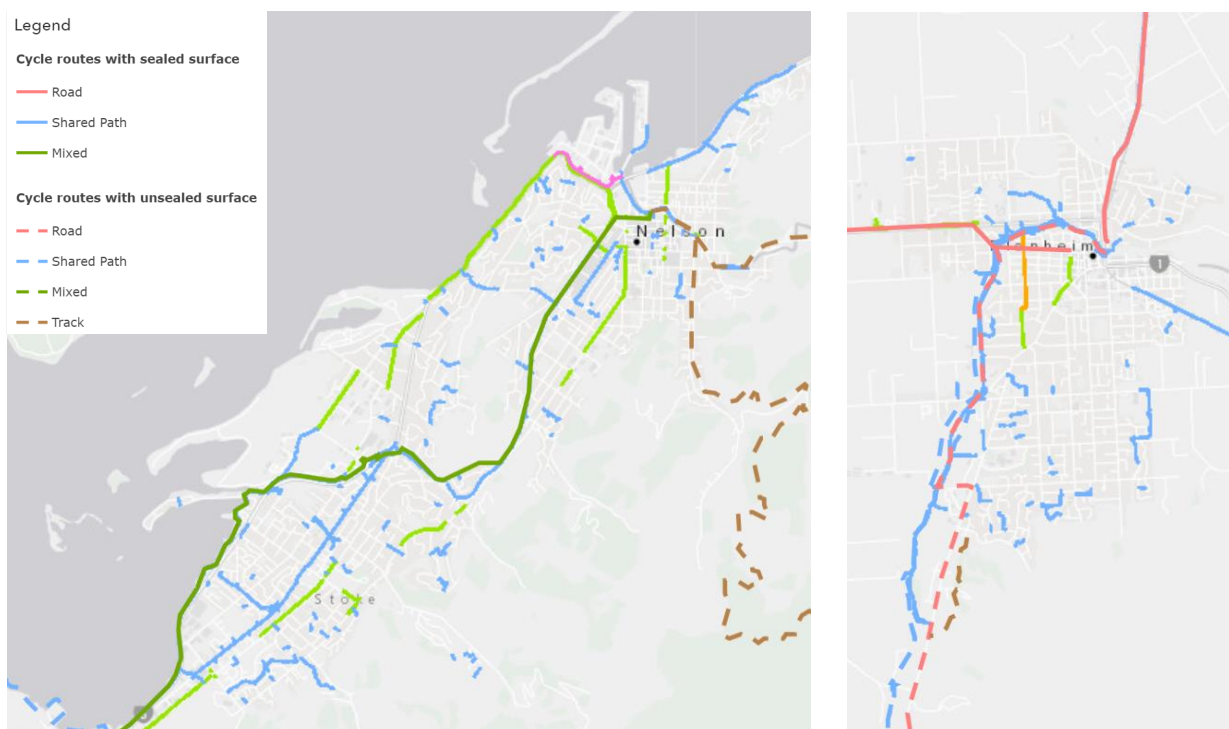 Legend
Cycle routes with sealed surface
Road
Shared Path
Mixed
Cycle routes with unsealed surface
Road
Shared Path
Mixed
Track
Nelson
Stoke
1